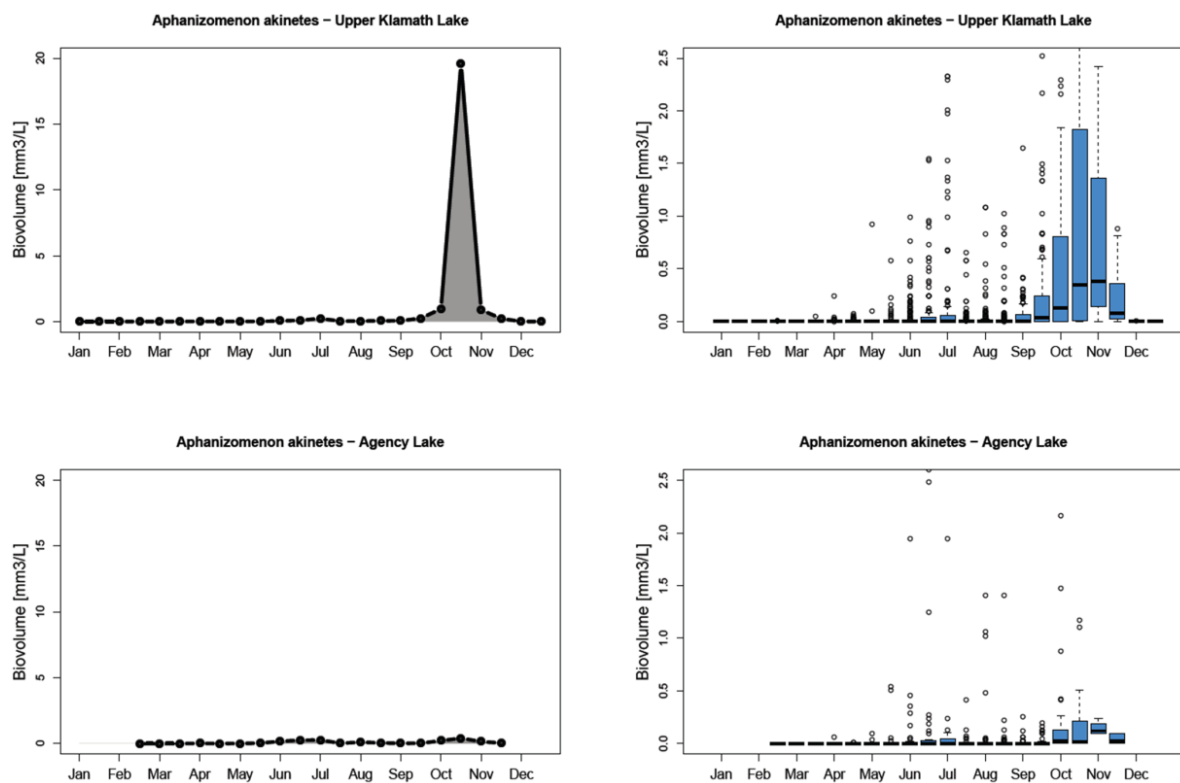 Aphanizomenon akinetes − Upper Klamath Lake
Biovolume [mm3/L]
20
15
10
5
0
Jan Feb Mar Apr May Jun Jul Aug Sep Oct Nov Dec
Aphanizomenon akinetes − Upper Klamath Lake
Biovolume [mm3/L]
2.5
2.0
1.5
1.0
0.5
0.0
Jan Feb Mar Apr May Jun Jul Aug Sep Oct Nov Dec
Aphanizomenon akinetes − Agency Lake
Biovolume [mm3/L]
20
15
10
5
0
Jan Feb Mar Apr May Jun Jul Aug Sep Oct Nov Dec
Aphanizomenon akinetes − Agency Lake
Biovolume [mm3/L]
2.5
2.0
1.5
1.0
0.5
0.0
Jan Feb Mar Apr May Jun Jul Aug Sep Oct Nov Dec